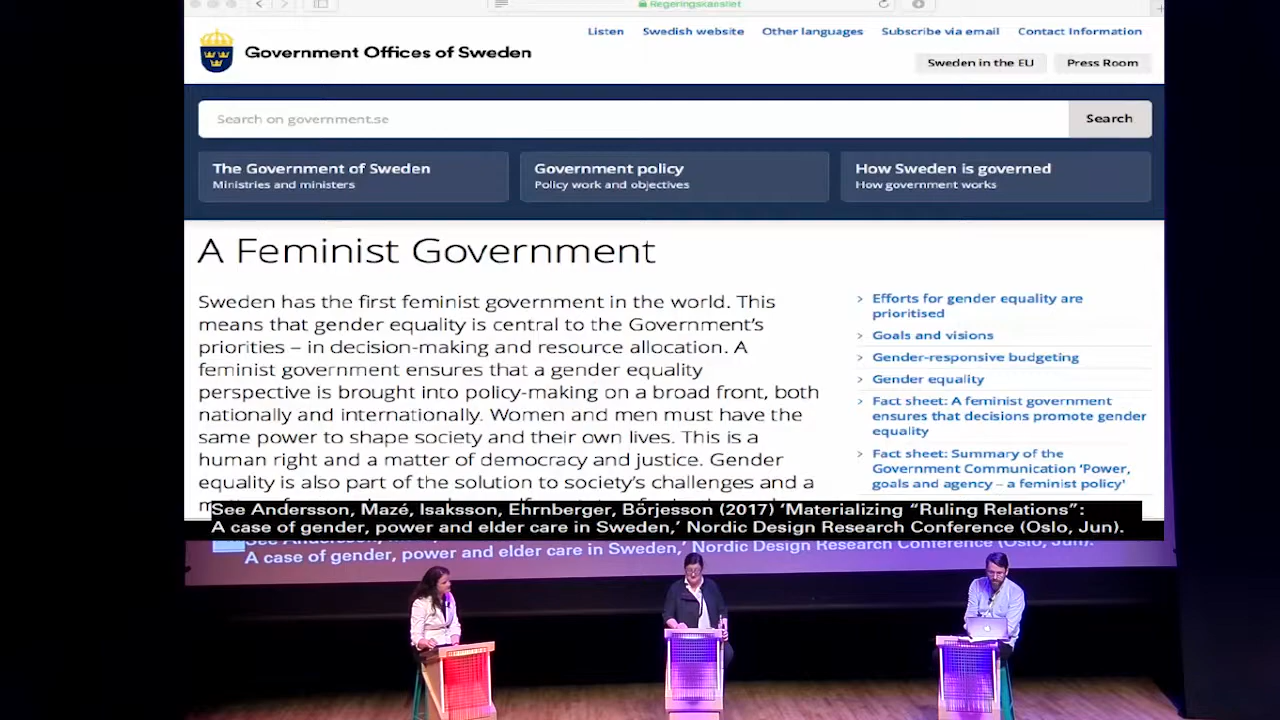 Regeringskansliet
Listen
Swedish website
Other languages
Subscribe via email
Contact Information
Government Offices of Sweden
Sweden in the EU
Press Room
Search on government.se
Search
The Government of Sweden
Ministries and ministers
Government policy
Policy work and objectives
How Sweden is governed
How government works
A Feminist Government
Sweden has the first feminist government in the world. This
means that gender equality is central to the Government's
priorities – in decision-making and resource allocation. A
feminist government ensures that a gender equality
perspective is brought into policy-making on a broad front, both
nationally and internationally. Women and men must have the
same power to shape society and their own lives. This is a
human right and a matter of democracy and justice. Gender
equality is also part of the solution to society's challenges and a
> Efforts for gender equality are
prioritised
> Goals and visions
> Gender-responsive budgeting
> Gender equality
> Fact sheet: A feminist government
ensures that decisions promote gender
equality
> Fact sheet: Summary of the
Government Communication 'Power,
goals and agency – a feminist policy'
See Andersson, Mazé, Isaksson, Ehrnberger, Börjesson (2017) 'Materializing "Ruling Relations":
A case of gender, power and elder care in Sweden,' Nordic Design Research Conference (Oslo, Jun).
A case of gender, power and elder care in Sweden,' Nordic Design Research Conference (Oslo, Jun).